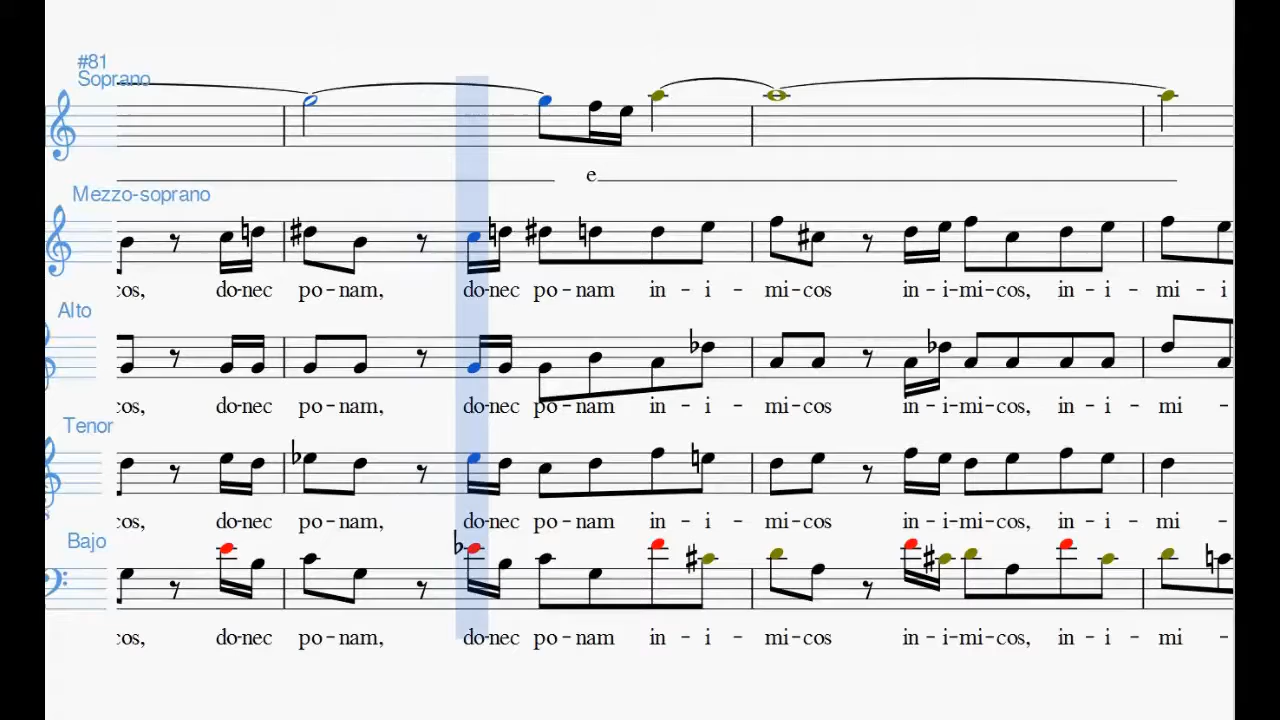 #81
Soprano
e
Mezzo-soprano
cos, do-nec po-nam, do-nec po-nam in-i-mi-cos in-i-mi-cos, in-i-mi-i
Alto
cos, do-nec po-nam, do-nec po-nam in-i-mi-cos in-i-mi-cos, in-i-mi-
Tenor
cos, do-nec po-nam, do-nec po-nam in-i-mi-cos in-i-mi-cos, in-i-mi-
Bajo
cos, do-nec po-nam, do-nec po-nam in-i-mi-cos in-i-mi-cos, in-i-mi-